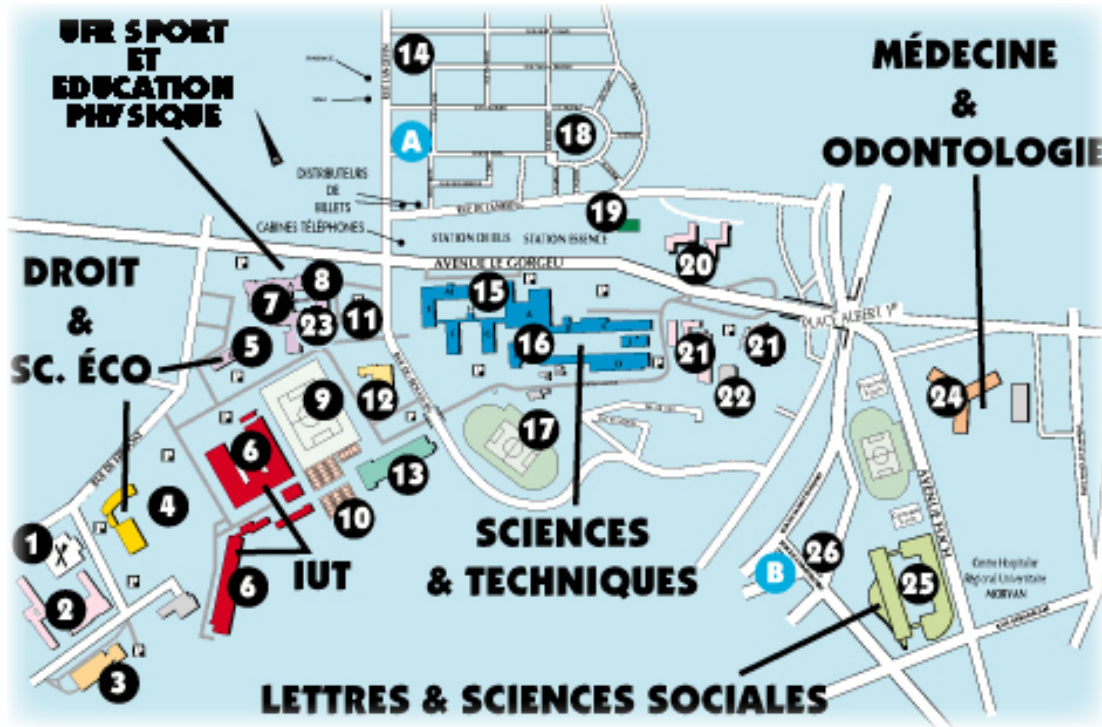 UFR SPORT
ET
EDUCATION
PHYSIQUE
MÉDECINE
&
ODONTOLOGIE
14
A
18
DISTRIBUTEURS
DE
BILLETS
CABINES TÉLÉPHONES
STATION DE BUS
STATION ESSENCE
19
20
AVENUE LE GORGEU
PLACE ALBERT 1er
DROIT
&
SC. ÉCO
8
7
23
11
5
15
16
21
21
22
24
9
12
17
6
13
4
10
SCIENCES
& TECHNIQUES
AVENUE FOCH
1
2
3
6
IUT
26
B
25
Centre Hospitalier
Régional Universitaire
MORVAN
LETTRES & SCIENCES SOCIALES